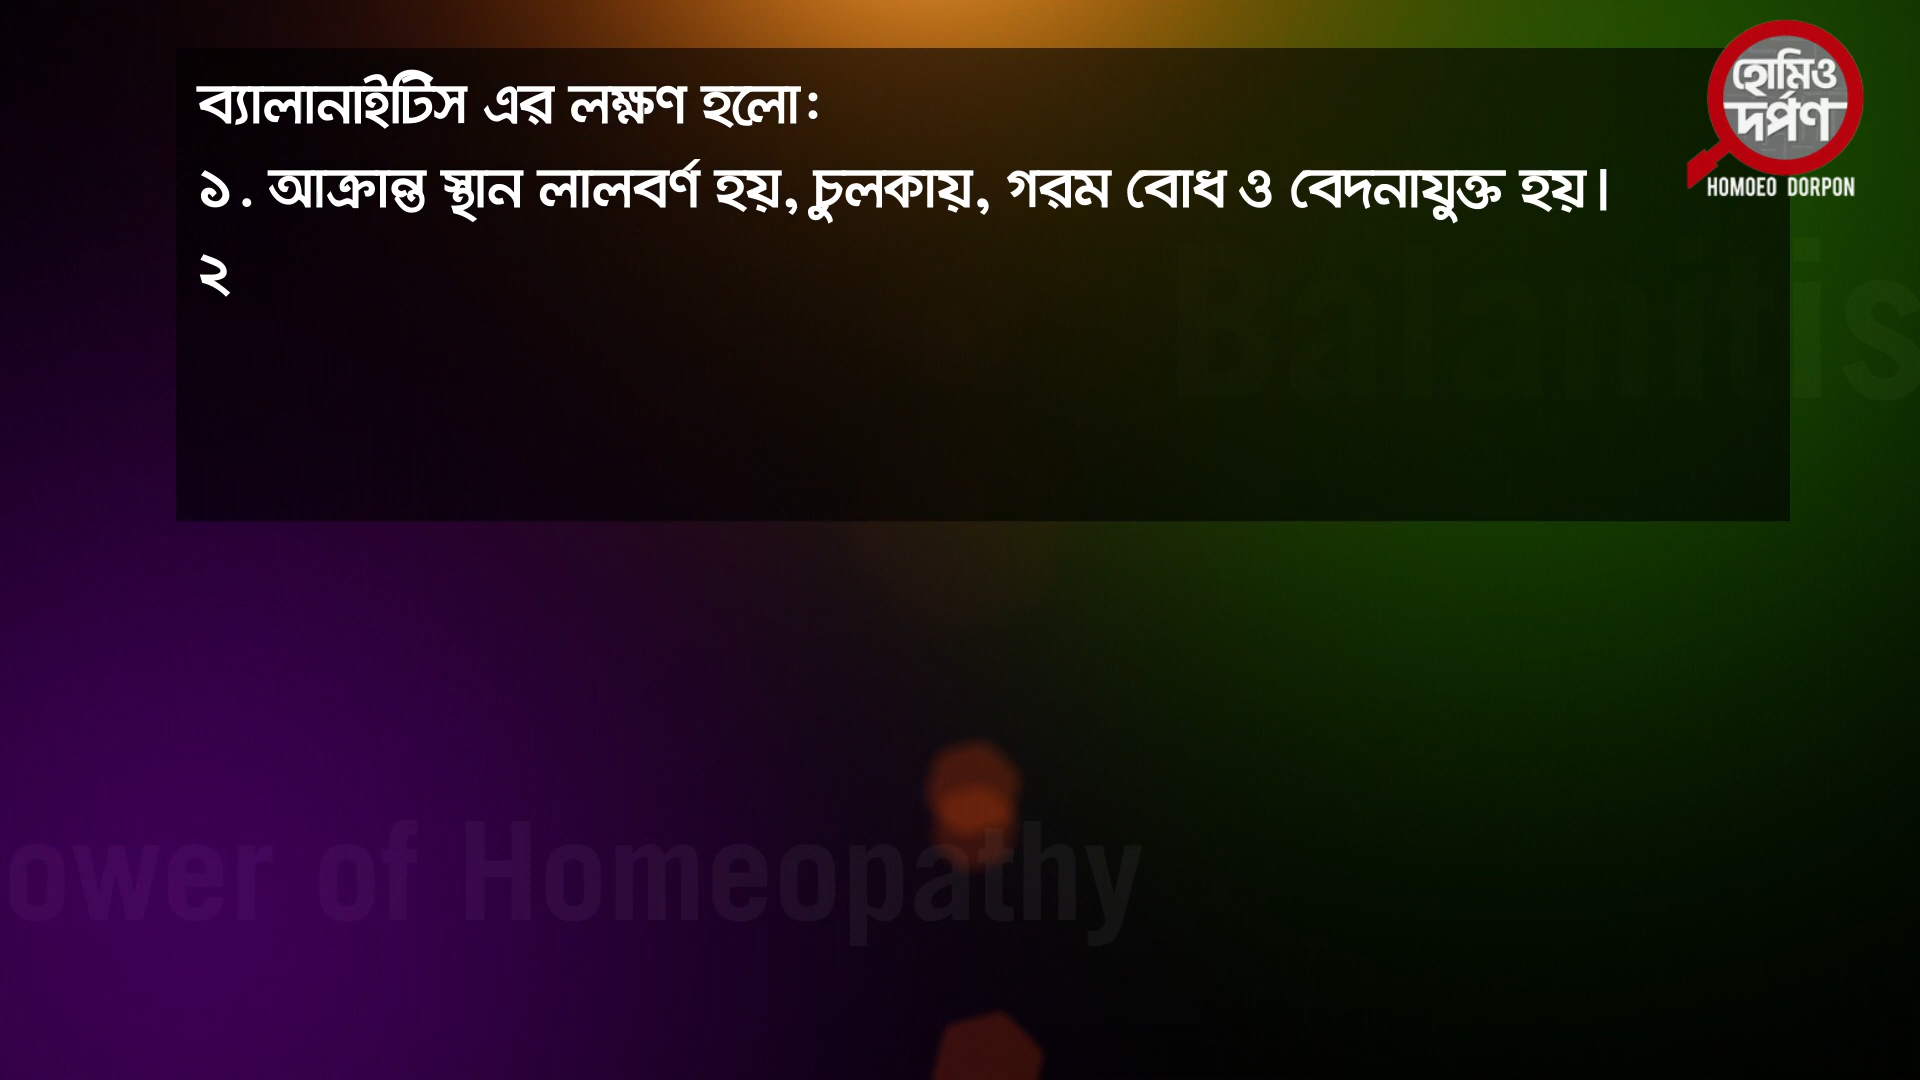 ব্যালানাইটিস এর লক্ষণ হলো:
১. আক্রান্ত স্থান লালবর্ণ হয়, চুলকায়, গরম বোধ ও বেদনাযুক্ত হয়।
২
হোমিও
দর্পণ
HOMOEO DORPON
Balanitis
ower of Homeopathy